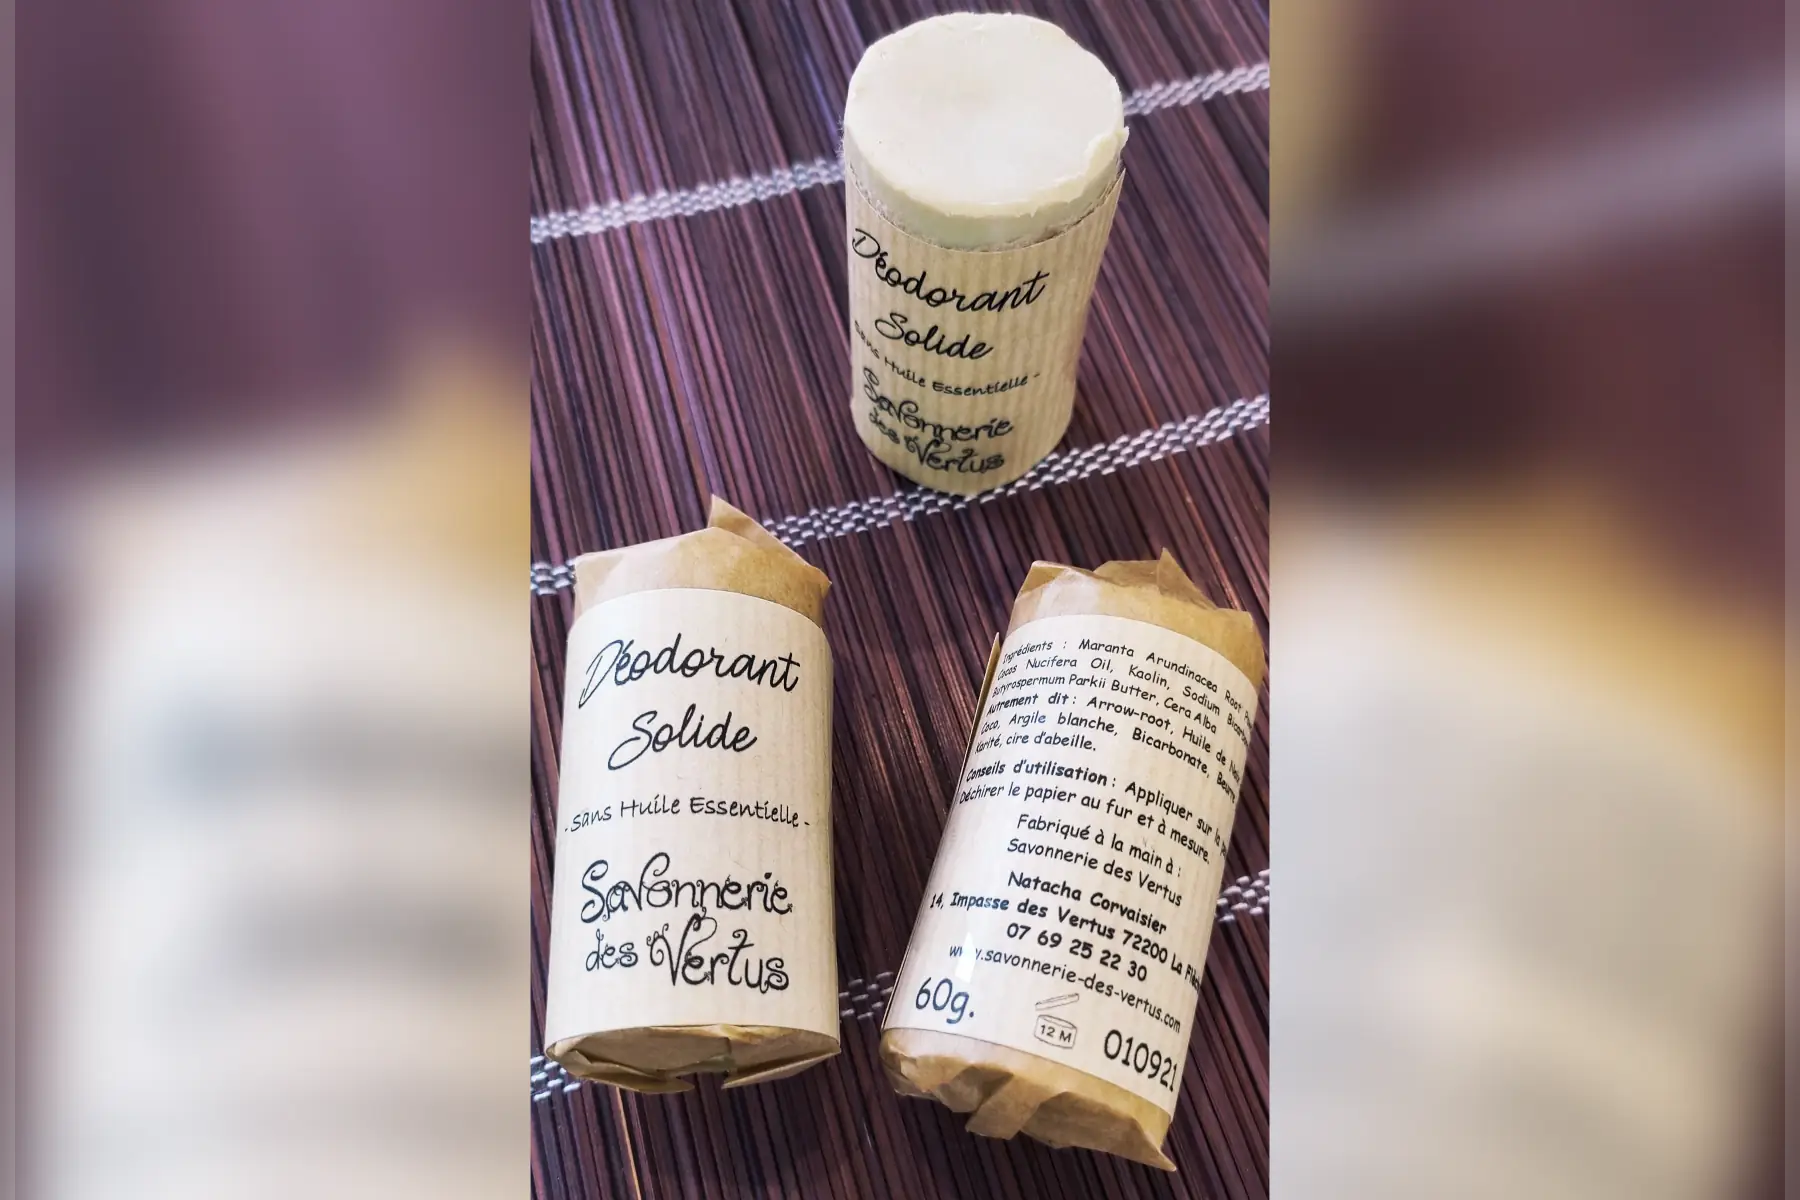 Déodorant
Solide
Sans Huile Essentielle -
Savonnerie
des Vertus
Déodorant
Solide
- Sans Huile Essentielle -
Savonnerie
des Vertus
Ingrédients : Maranta Arundinacea Root
Cocos Nucifera Oil, Kaolin, Sodium
Butyrospermum Parkii Butter, Cera Alba
Autrement dit : Arrow-root, Huile de
Coco, Argile blanche, Bicarbonate, Beurre
Karité, cire d'abeille.
Conseils d'utilisation : Appliquer sur la
Déchirer le papier au fur et à mesure.
Fabriqué à la main à :
Savonnerie des Vertus
Natacha Corvaisier
14, Impasse des Vertus 72200 La Flèche
07 69 25 22 30
www.savonnerie-des-vertus.com
60g.
12 M
010921